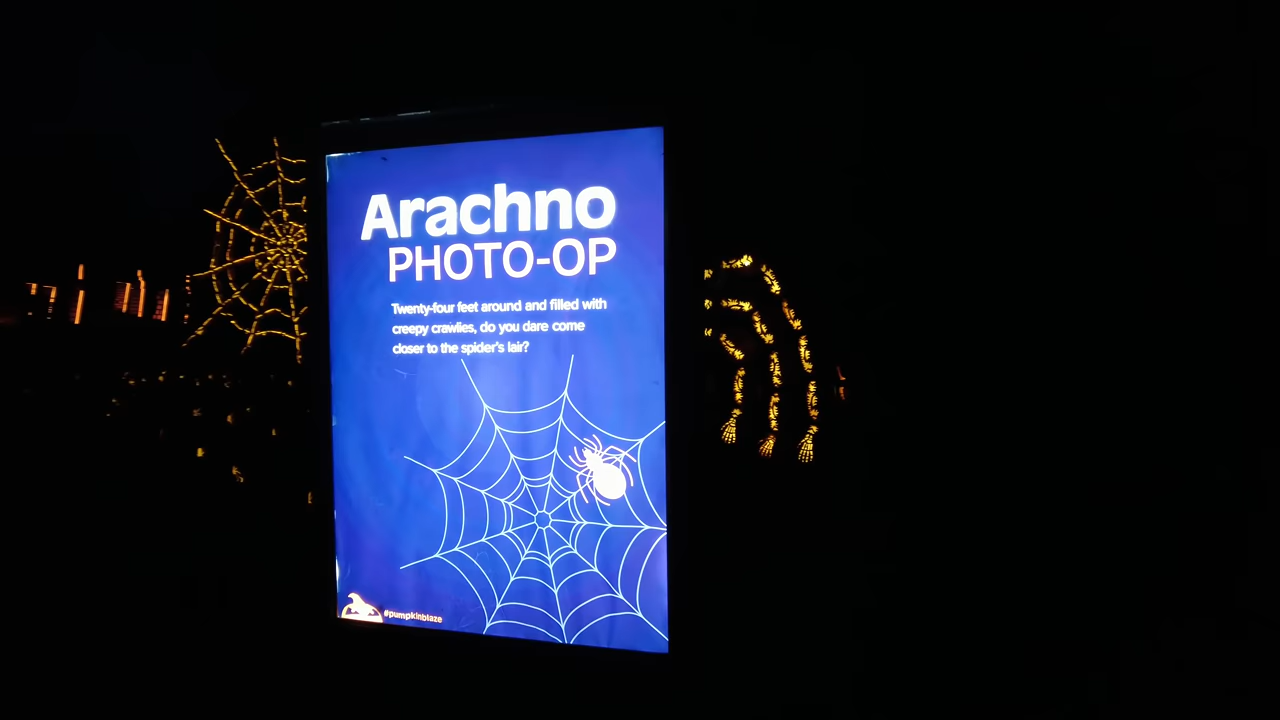 Arachno
PHOTO-OP
Twenty-four feet around and filled with
creepy crawlies, do you dare come
closer to the spider's lair?
#pumpkinblaze